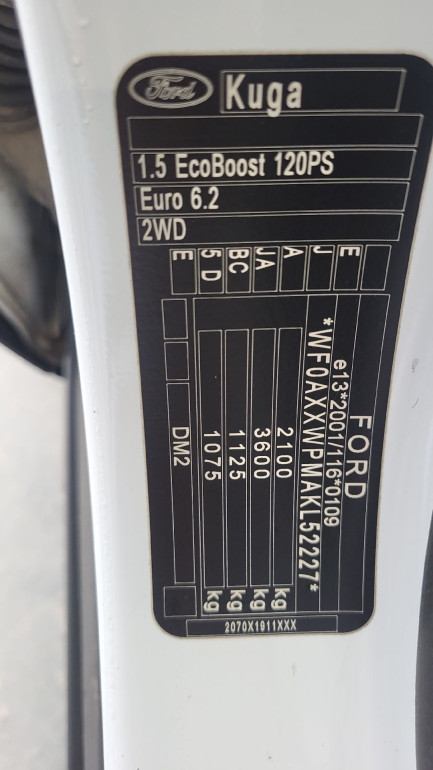 Ford
Kuga
1.5 EcoBoost 120PS
Euro 6.2
2WD
FORD
e13*2001/116*0109
*WF0AXXWPMAKL52227*
2100 kg
3600 kg
1125 kg
1075 kg
DM2
E
J
A
JA
BC
5 D
E
2070X1911XXX